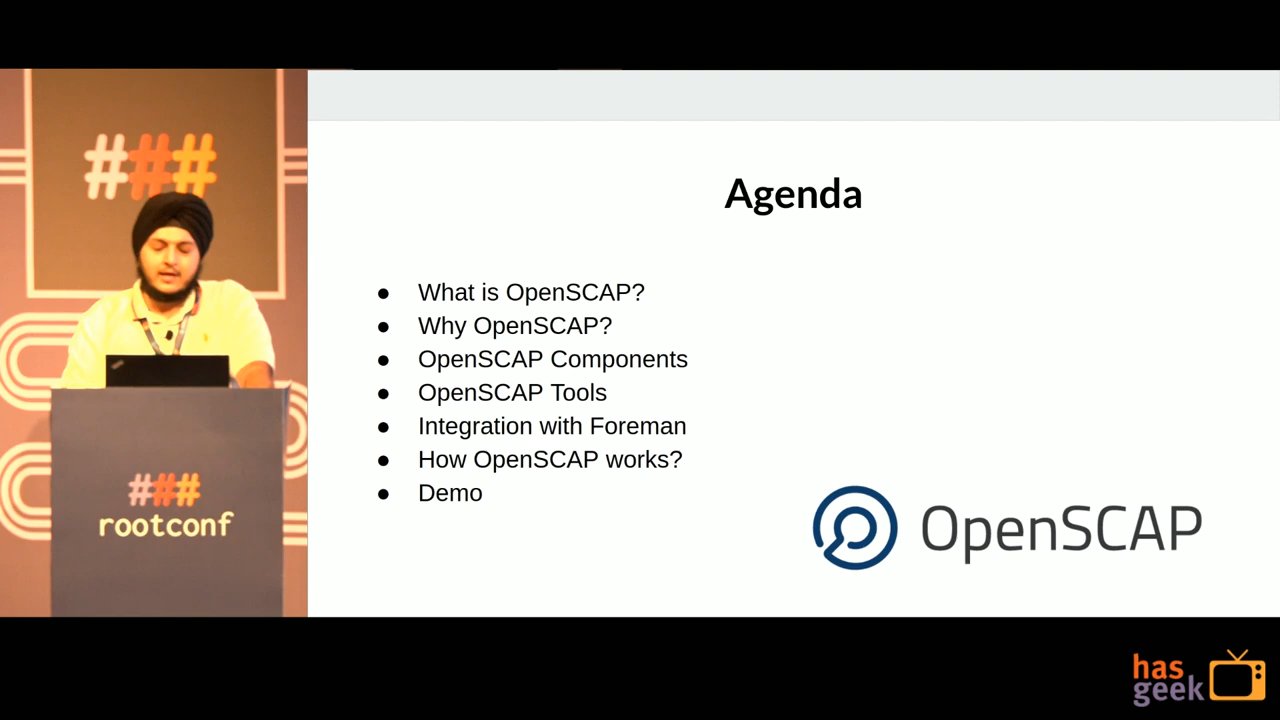 ###
###
rootconf
Agenda
● What is OpenSCAP?
● Why OpenSCAP?
● OpenSCAP Components
● OpenSCAP Tools
● Integration with Foreman
● How OpenSCAP works?
● Demo
OpenSCAP
has
geek